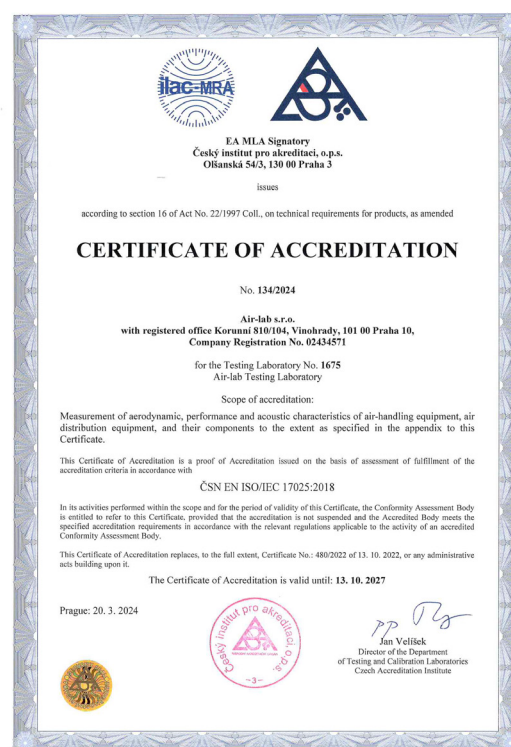 ilac-MRA
EA MLA Signatory
Český institut pro akreditaci, o.p.s.
Olšanská 54/3, 130 00 Praha 3
issues
according to section 16 of Act No. 22/1997 Coll., on technical requirements for products, as amended
CERTIFICATE OF ACCREDITATION
No. 134/2024
Air-lab s.r.o.
with registered office Korunní 810/104, Vinohrady, 101 00 Praha 10,
Company Registration No. 02434571
for the Testing Laboratory No. 1675
Air-lab Testing Laboratory
Scope of accreditation:
Measurement of aerodynamic, performance and acoustic characteristics of air-handling equipment, air
distribution equipment, and their components to the extent as specified in the appendix to this
Certificate.
This Certificate of Accreditation is a proof of Accreditation issued on the basis of assessment of fulfillment of the
accreditation criteria in accordance with
ČSN EN ISO/IEC 17025:2018
In its activities performed within the scope and for the period of validity of this Certificate, the Conformity Assessment Body
is entitled to refer to this Certificate, provided that the accreditation is not suspended and the Accredited Body meets the
specified accreditation requirements in accordance with the relevant regulations applicable to the activity of an accredited
Conformity Assessment Body.
This Certificate of Accreditation replaces, to the full extent, Certificate No.: 480/2022 of 13. 10. 2022, or any administrative
acts building upon it.
The Certificate of Accreditation is valid until: 13. 10. 2027
Prague: 20. 3. 2024
Český institut pro akreditaci, o.p.s.
-3-
pp
Jan Velíšek
Director of the Department
of Testing and Calibration Laboratories
Czech Accreditation Institute